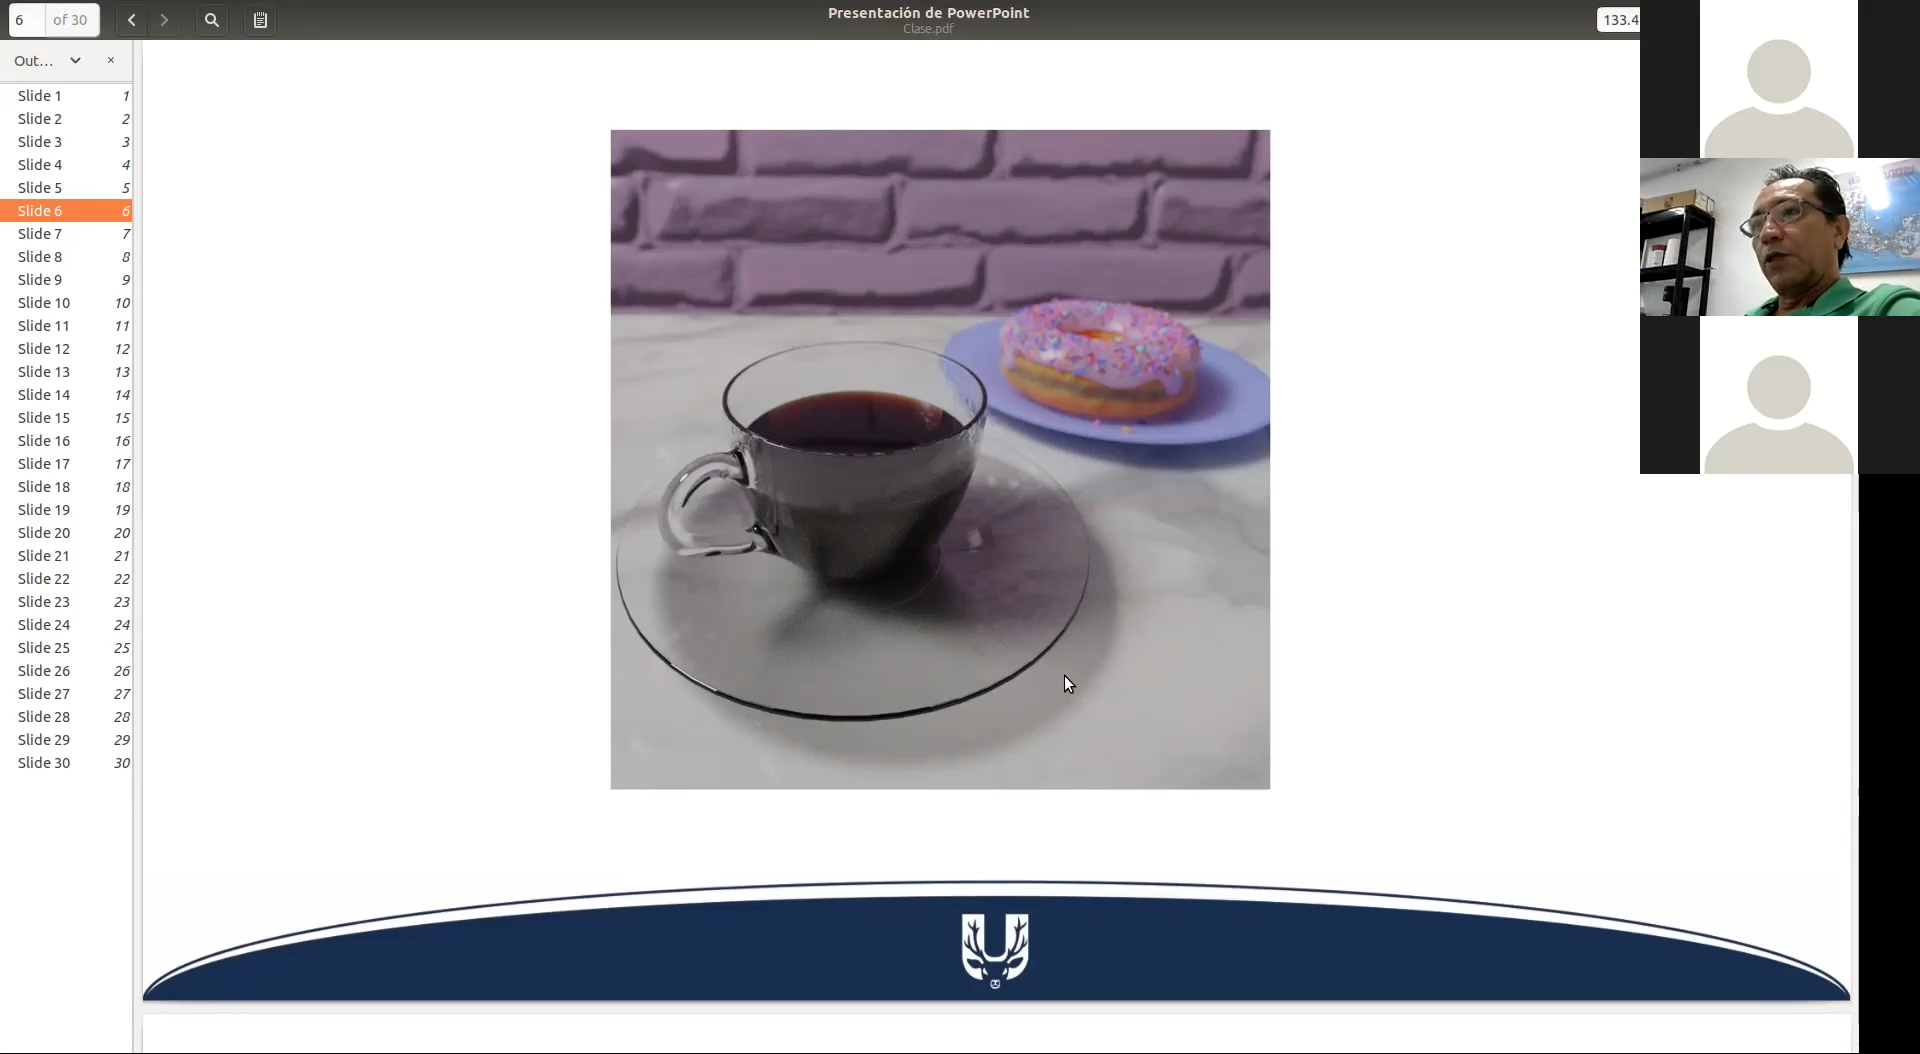 6 of 30
Presentación de PowerPoint
Clase.pdf
133.4
Out...
Slide 1 1
Slide 2 2
Slide 3 3
Slide 4 4
Slide 5 5
Slide 6 6
Slide 7 7
Slide 8 8
Slide 9 9
Slide 10 10
Slide 11 11
Slide 12 12
Slide 13 13
Slide 14 14
Slide 15 15
Slide 16 16
Slide 17 17
Slide 18 18
Slide 19 19
Slide 20 20
Slide 21 21
Slide 22 22
Slide 23 23
Slide 24 24
Slide 25 25
Slide 26 26
Slide 27 27
Slide 28 28
Slide 29 29
Slide 30 30
U